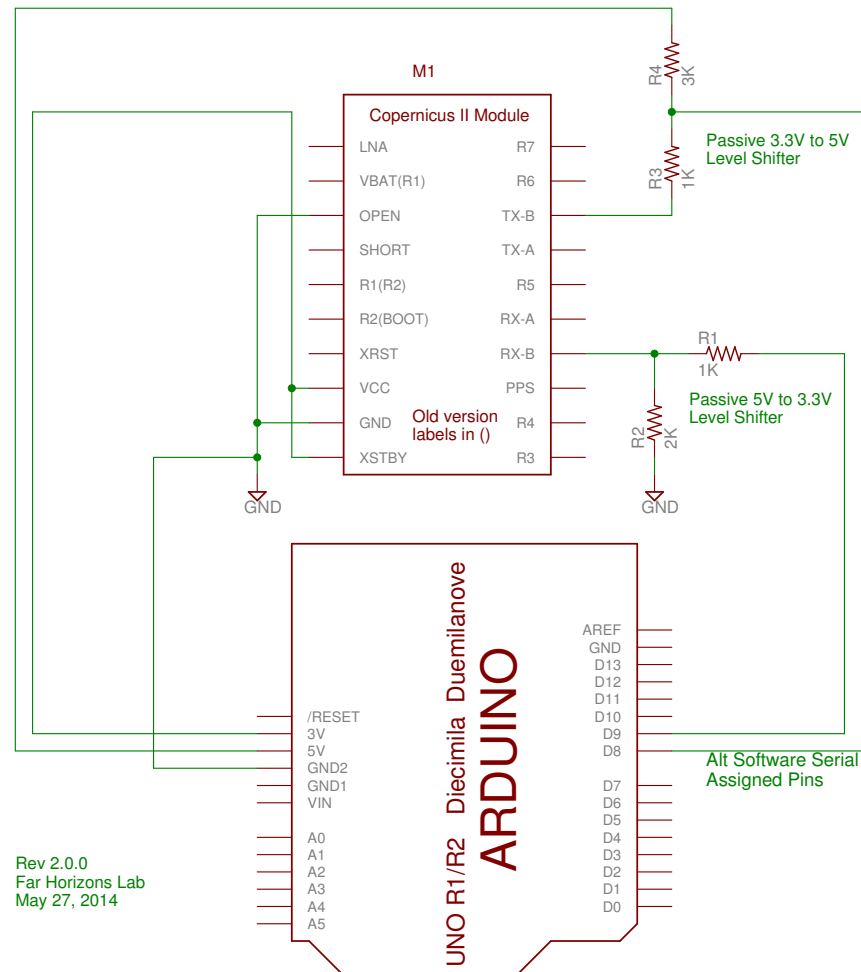 M1
Copernicus II Module
LNA
VBAT(R1)
OPEN
SHORT
R1(R2)
R2(BOOT)
XRST
VCC
GND
XSTBY
R7
R6
TX-B
TX-A
R5
RX-A
RX-B
PPS
R4
R3
Old version
labels in ()
R4
3K
R3
1K
Passive 3.3V to 5V
Level Shifter
R1
1K
Passive 5V to 3.3V
Level Shifter
R2
2K
GND
GND
UNO R1/R2 Diecimila Duemilanove
ARDUINO
/RESET
3V
5V
GND2
GND1
VIN
A0
A1
A2
A3
A4
A5
AREF
GND
D13
D12
D11
D10
D9
D8
D7
D6
D5
D4
D3
D2
D1
D0
Alt Software Serial
Assigned Pins
Rev 2.0.0
Far Horizons Lab
May 27, 2014